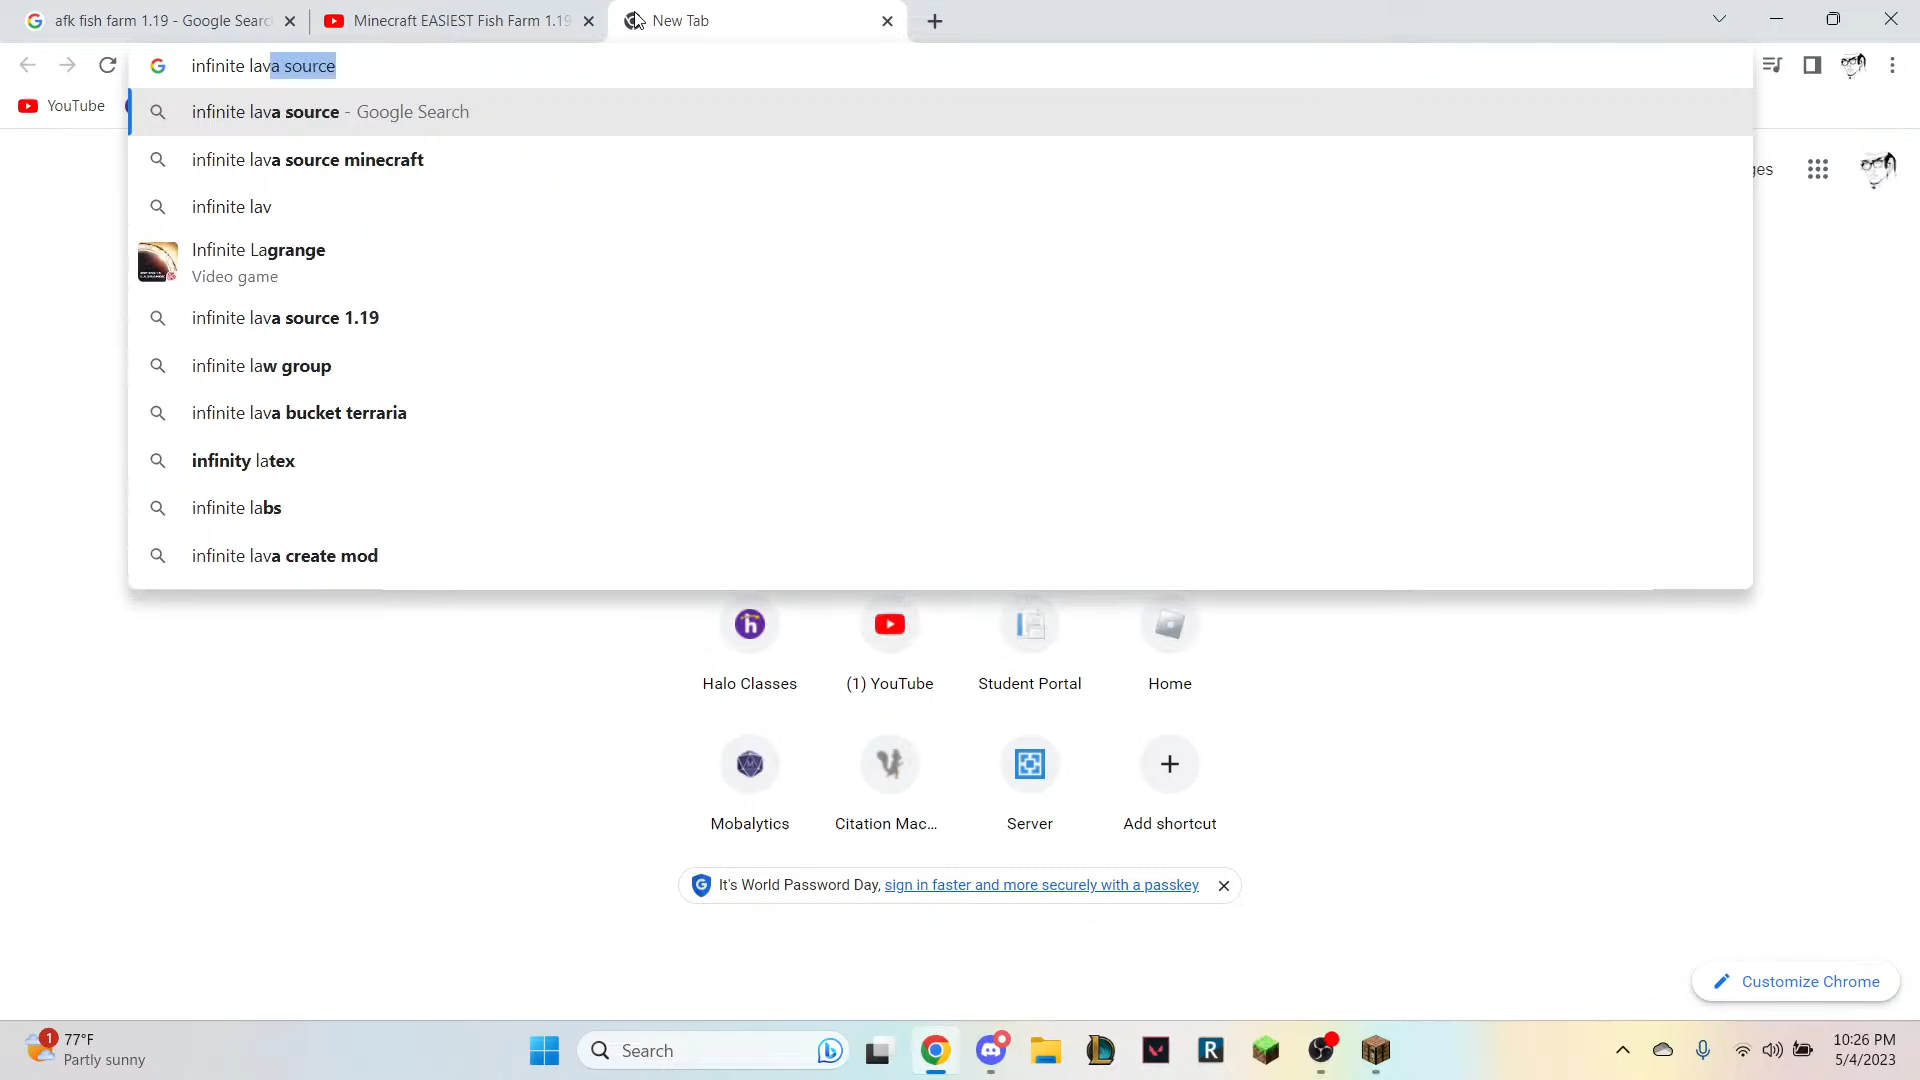 afk fish farm 1.19 - Google Searc
Minecraft EASIEST Fish Farm 1.19
New Tab
infinite lava source
YouTube
infinite lava source - Google Search
infinite lava source minecraft
infinite lav
Infinite Lagrange
Video game
infinite lava source 1.19
infinite law group
infinite lava bucket terraria
infinity latex
infinite labs
infinite lava create mod
ges
Halo Classes
(1) YouTube
Student Portal
Home
Mobalytics
Citation Mac...
Server
Add shortcut
It's World Password Day, sign in faster and more securely with a passkey
Customize Chrome
1
77°F
Partly sunny
Search
10:26 PM
5/4/2023